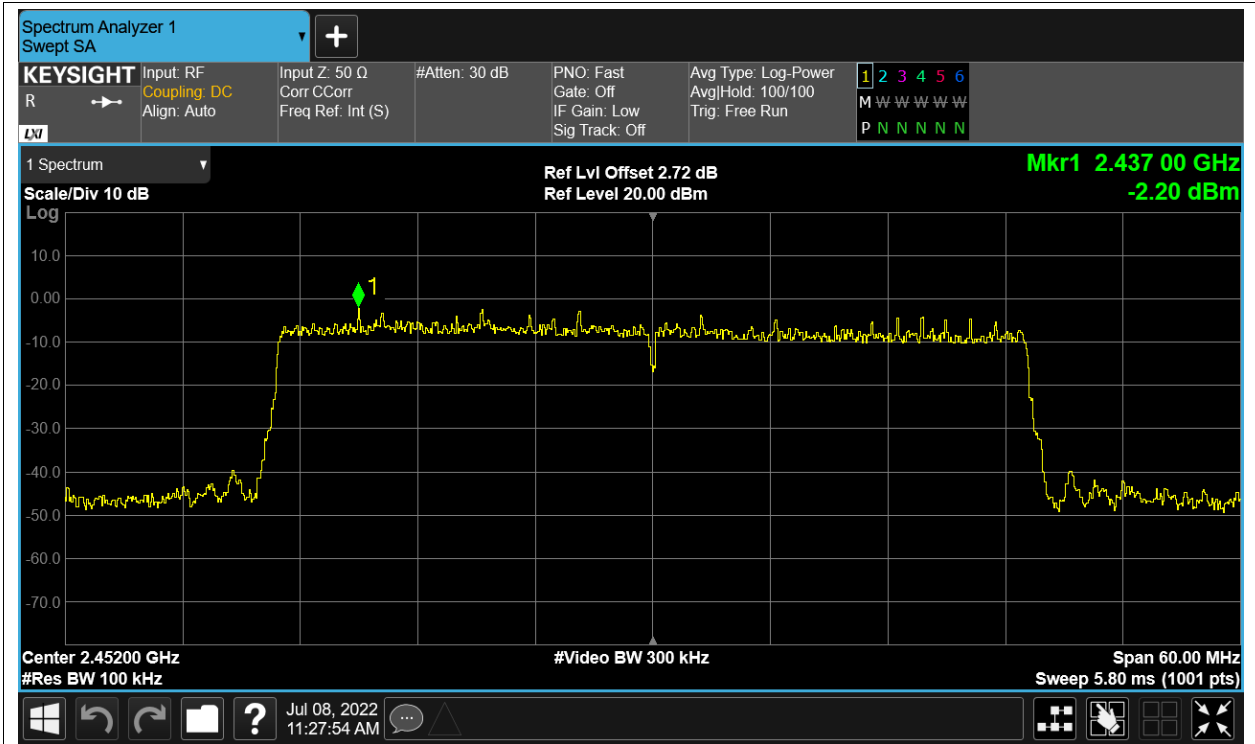 Spectrum Analyzer 1
Swept SA
KEYSIGHT
R
LXI
Input: RF
Coupling: DC
Align: Auto
Input Z: 50 Ω
Corr CCorr
Freq Ref: Int (S)
#Atten: 30 dB
PNO: Fast
Gate: Off
IF Gain: Low
Sig Track: Off
Avg Type: Log-Power
Avg|Hold: 100/100
Trig: Free Run
1 2 3 4 5 6
M W W W W W
P N N N N N
1 Spectrum
Scale/Div 10 dB
Ref Lvl Offset 2.72 dB
Ref Level 20.00 dBm
Mkr1 2.437 00 GHz
-2.20 dBm
Log
10.0
0.00
-10.0
-20.0
-30.0
-40.0
-50.0
-60.0
-70.0
1
Center 2.45200 GHz
#Res BW 100 kHz
#Video BW 300 kHz
Span 60.00 MHz
Sweep 5.80 ms (1001 pts)
?
Jul 08, 2022
11:27:54 AM